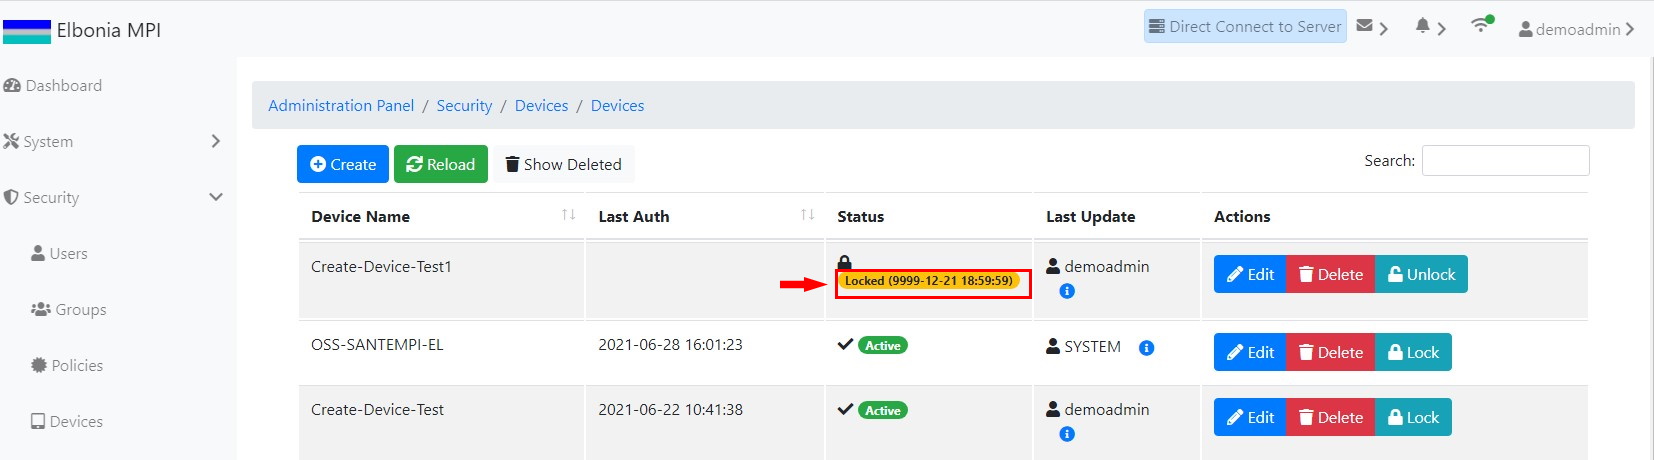 Elbonia MPI
Direct Connect to Server
demoadmin
Dashboard
System
Security
Users
Groups
Policies
Devices
Administration Panel / Security / Devices / Devices
Create Reload Show Deleted
Search:
Device Name Last Auth Status Last Update Actions
Create-Device-Test1 Locked (9999-12-21 18:59:59) demoadmin Edit Delete Unlock
OSS-SANTEMPI-EL 2021-06-28 16:01:23 Active SYSTEM Edit Delete Lock
Create-Device-Test 2021-06-22 10:41:38 Active demoadmin Edit Delete Lock